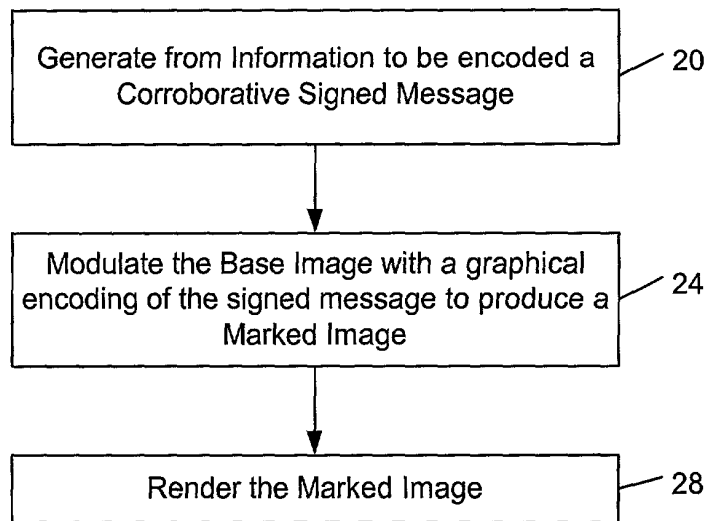 Generate from Information to be encoded a
Corroborative Signed Message
20
Modulate the Base Image with a graphical
encoding of the signed message to produce a
Marked Image
24
Render the Marked Image
28